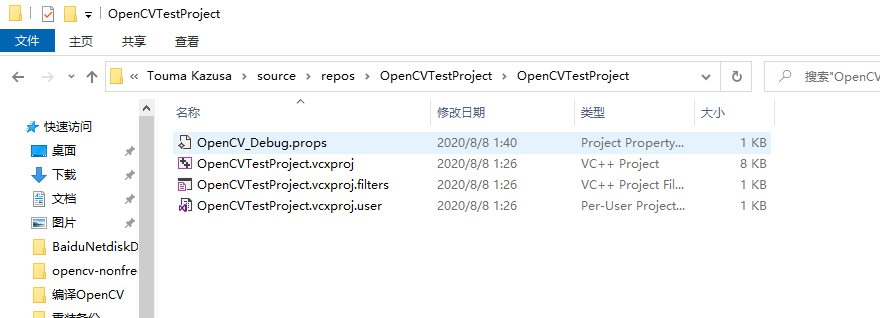 OpenCVTestProject
文件 主页 共享 查看
« Touma Kazusa › source › repos › OpenCVTestProject › OpenCVTestProject 搜索"OpenCV
名称 修改日期 类型 大小
快速访问
桌面
下载
文档
图片
BaiduNetdiskD
opencv-nonfre
编译OpenCV
重装备份
OpenCV_Debug.props 2020/8/8 1:40 Project Property... 1 KB
OpenCVTestProject.vcxproj 2020/8/8 1:26 VC++ Project 8 KB
OpenCVTestProject.vcxproj.filters 2020/8/8 1:26 VC++ Project Fil... 1 KB
OpenCVTestProject.vcxproj.user 2020/8/8 1:26 Per-User Project... 1 KB